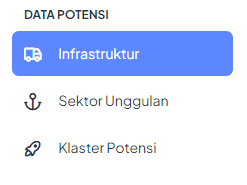 DATA POTENSI
Infrastruktur
Sektor Unggulan
Klaster Potensi